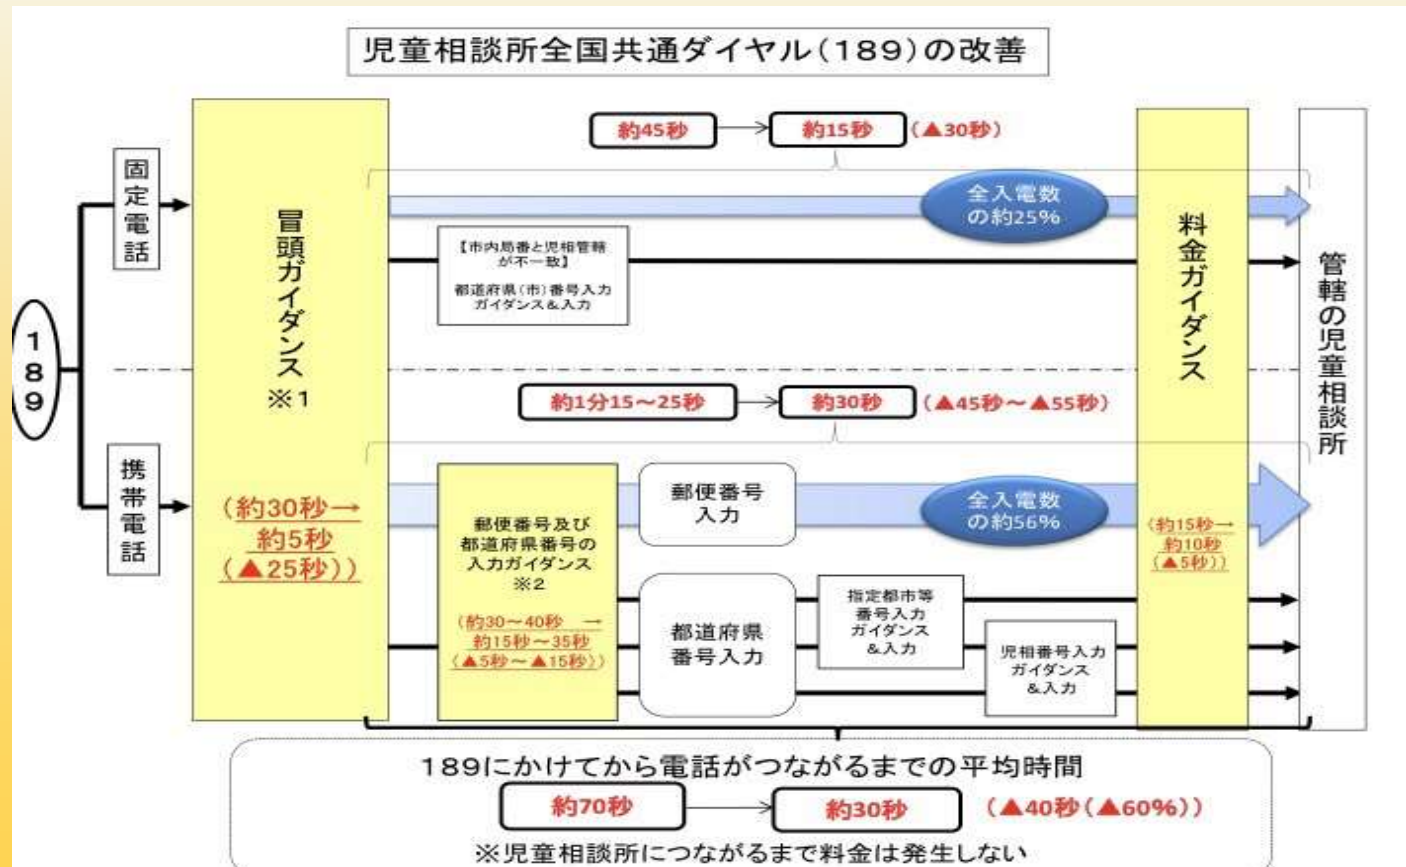 児童相談所全国共通ダイヤル(189)の改善
約45秒
約15秒
(▲30秒)
固定電話
冒頭ガイダンス
※1
全入電数
の約25%
料金ガイダンス
管轄の児童相談所
【市内局番と児相管轄
が不一致】
都道府県(市)番号入力
ガイダンス&入力
189
約1分15～25秒
約30秒
(▲45秒～▲55秒)
携帯電話
(約30秒→
約5秒
(▲25秒))
郵便番号及び
都道府県番号の
入力ガイダンス
※2
(約30～40秒 →
約15秒～35秒
(▲5秒～▲15秒))
郵便番号
入力
全入電数
の約56%
(約15秒→
約10秒
(▲5秒))
都道府県
番号入力
指定都市等
番号入力
ガイダンス
&入力
児相番号入力
ガイダンス
&入力
189にかけてから電話がつながるまでの平均時間
約70秒
約30秒
(▲40秒(▲60%))
※児童相談所につながるまで料金は発生しない